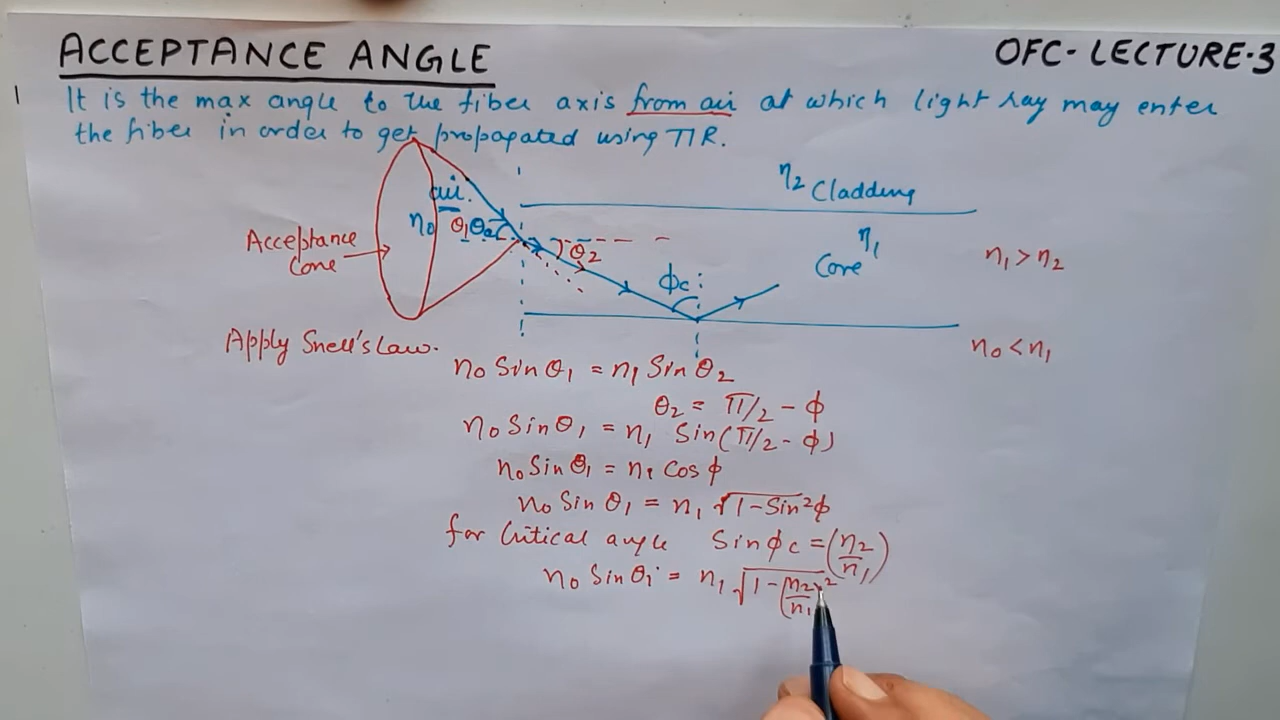 ACCEPTANCE ANGLE
OFC-LECTURE-3
1 It is the max angle to the fiber axis from air at which light ray may enter
the fiber in order to get propagated using TIR.
η2 Cladding
air.
η0 θ1 θa
η1
Core
n1 > n2
Acceptance
Cone
θ2
ϕc
n0 < n1
Apply Snell's Law.
n0 Sin θ1 = n1 Sin θ2
θ2 = π/2 - ϕ
n0 Sin θ1 = n1 Sin(π/2 - ϕ)
n0 Sin θ1 = n1 Cos ϕ
n0 Sin θ1 = n1 √1-Sin²ϕ
for Critical angle Sin ϕc = (n2/n1)
n0 Sin θ1 = n1 √1-(n2/n1)²